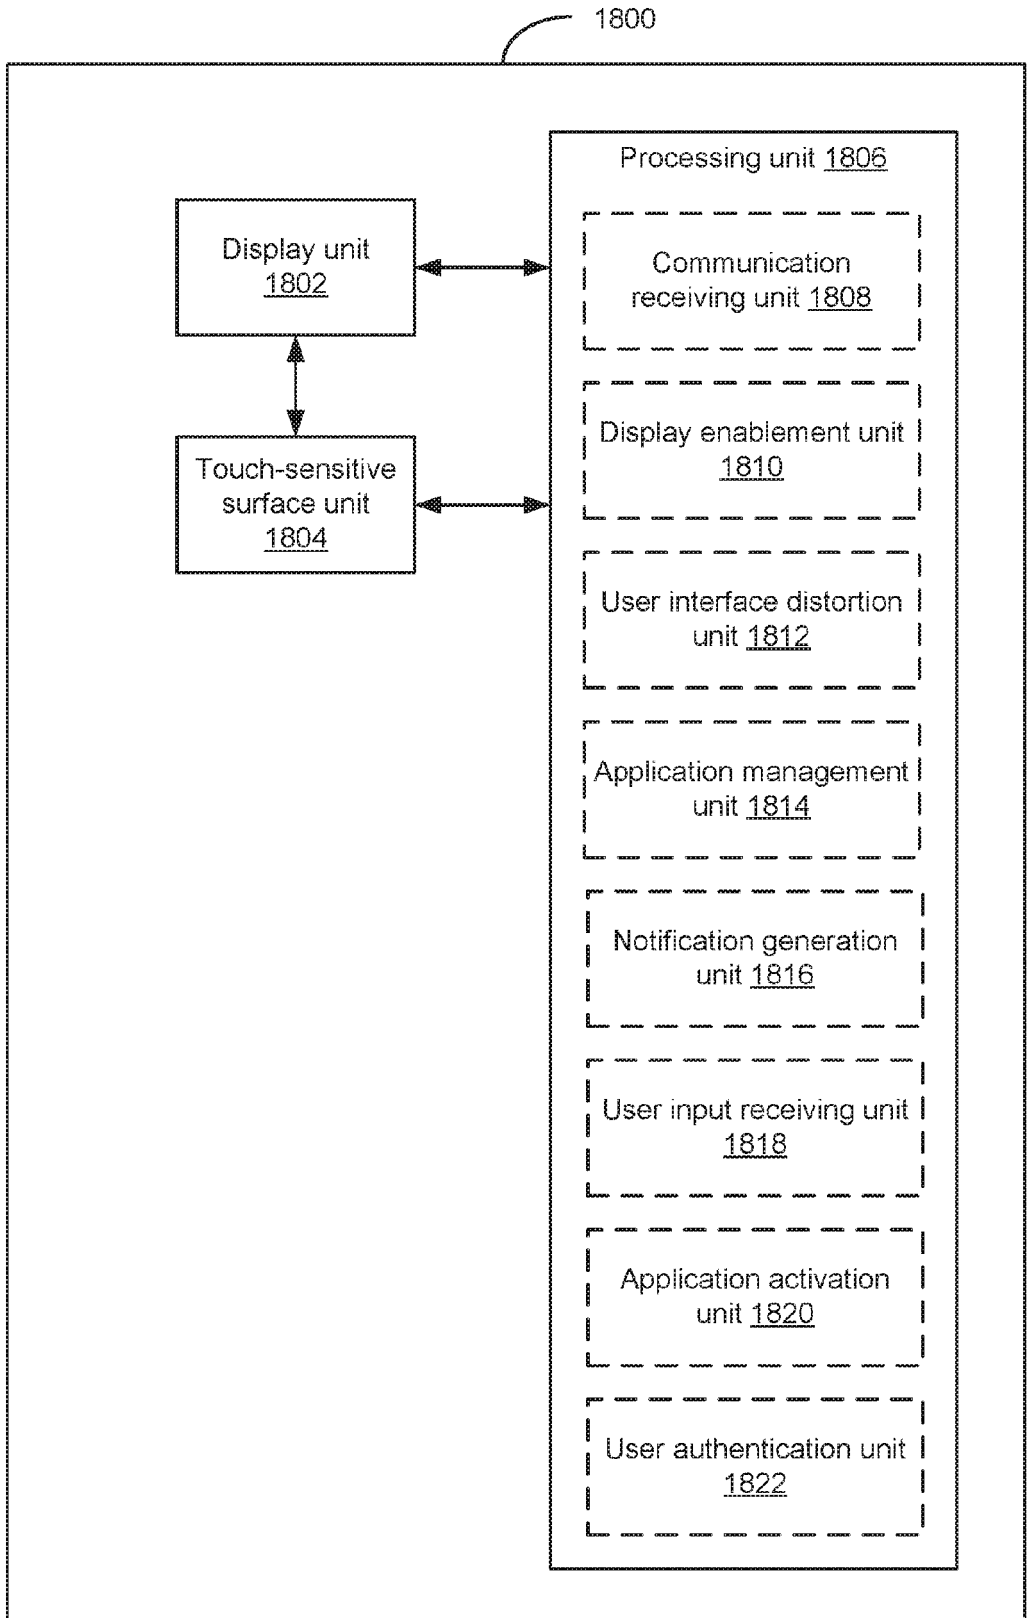 1800
Processing unit 1806
Display unit
1802
Communication
receiving unit 1808
Display enablement unit
1810
Touch-sensitive
surface unit
1804
User interface distortion
unit 1812
Application management
unit 1814
Notification generation
unit 1816
User input receiving unit
1818
Application activation
unit 1820
User authentication unit
1822